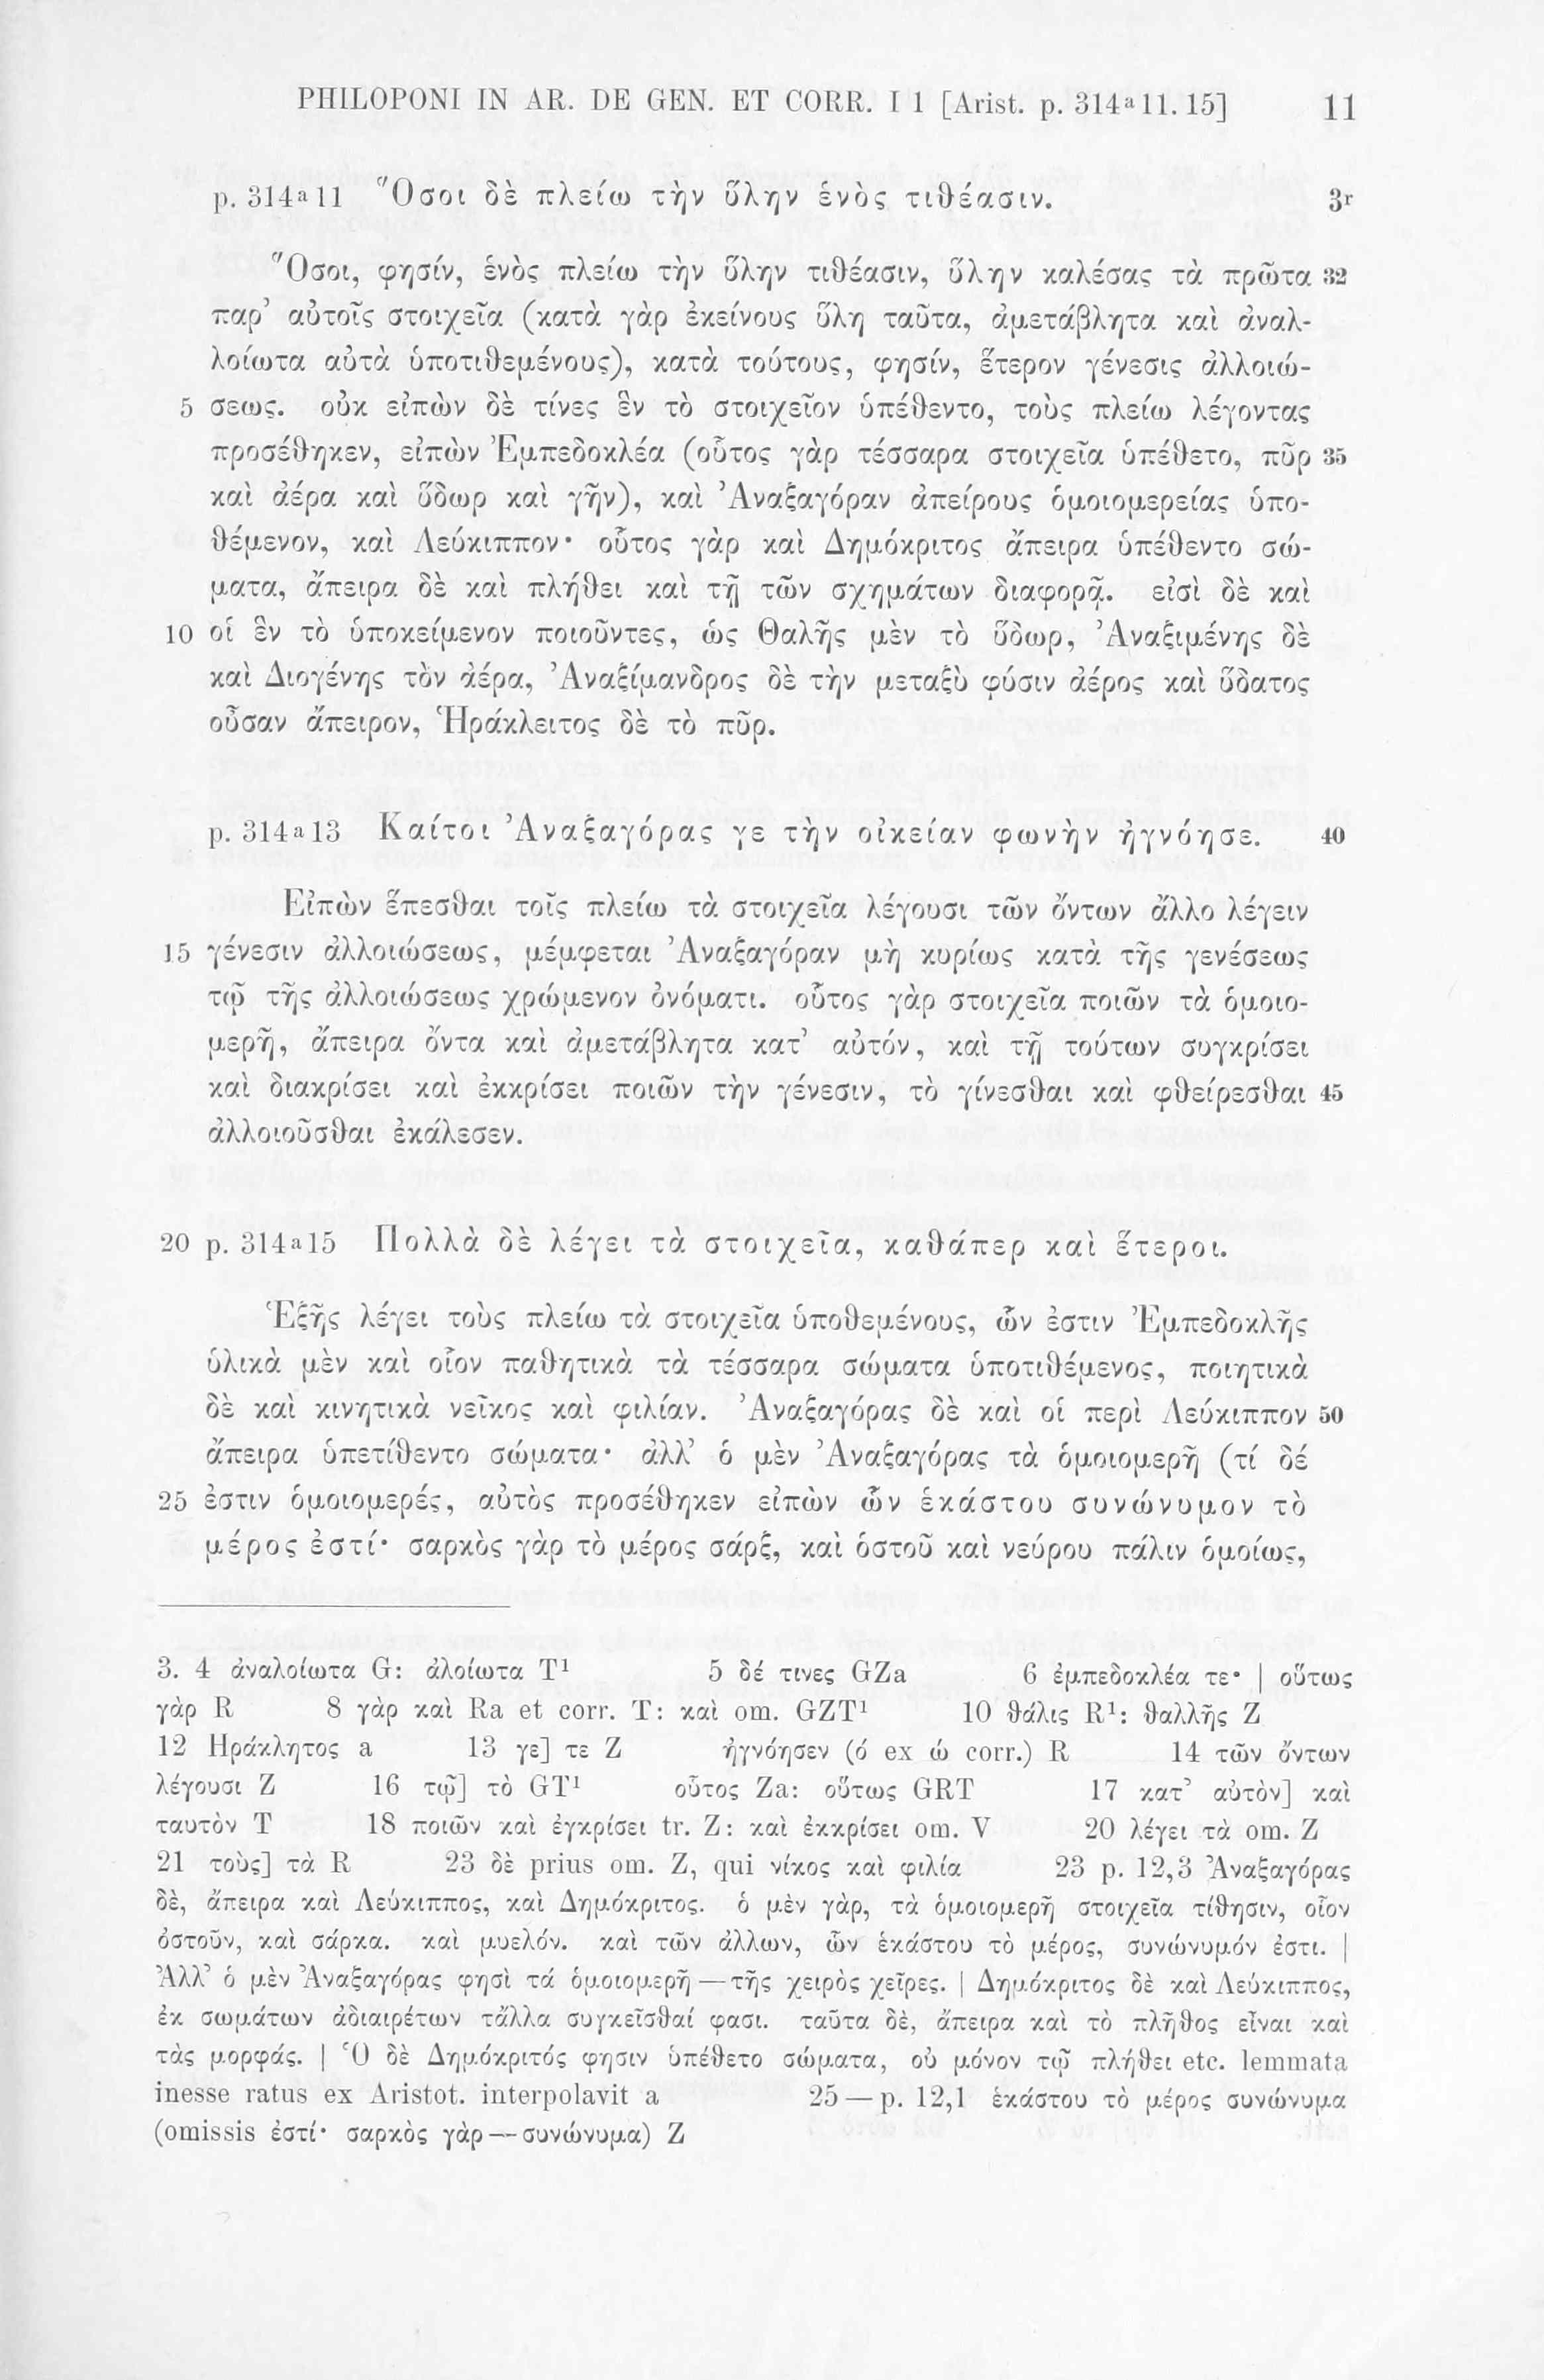 PHILOPONI IN AR. DE GEN. ET CORR. I 1 [Arist. p. 314ᵃ11.15] 11
p. 314ᵃ11 Ὅσοι δὲ πλείω τὴν ὕλην ἑνὸς τιθέασιν. 3ʳ
Ὅσοι, φησίν, ἑνὸς πλείω τὴν ὕλην τιθέασιν, ὕλην καλέσας τὰ πρῶτα 32
παρ’ αὐτοῖς στοιχεῖα (κατὰ γὰρ ἐκείνους ὕλη ταῦτα, ἀμετάβλητα καὶ ἀναλ-
λοίωτα αὐτὰ ὑποτιθεμένους), κατὰ τούτους, φησίν, ἕτερον γένεσις ἀλλοιώ-
5 σεως. οὐκ εἰπὼν δὲ τίνες ἓν τὸ στοιχεῖον ὑπέθεντο, τοὺς πλείω λέγοντας
προσέθηκεν, εἰπὼν Ἐμπεδοκλέα (οὗτος γὰρ τέσσαρα στοιχεῖα ὑπέθετο, πῦρ 35
καὶ ἀέρα καὶ ὕδωρ καὶ γῆν), καὶ Ἀναξαγόραν ἀπείρους ὁμοιομερείας ὑπο-
θέμενον, καὶ Λεύκιππον· οὗτος γὰρ καὶ Δημόκριτος ἄπειρα ὑπέθεντο σώ-
ματα, ἄπειρα δὲ καὶ πλήθει καὶ τῇ τῶν σχημάτων διαφορᾷ. εἰσὶ δὲ καὶ
10 οἱ ἓν τὸ ὑποκείμενον ποιοῦντες, ὡς Θαλῆς μὲν τὸ ὕδωρ, Ἀναξιμένης δὲ
καὶ Διογένης τὸν ἀέρα, Ἀναξίμανδρος δὲ τὴν μεταξὺ φύσιν ἀέρος καὶ ὕδατος
οὖσαν ἄπειρον, Ἡράκλειτος δὲ τὸ πῦρ.
p. 314ᵃ13 Καίτοι Ἀναξαγόρας γε τὴν οἰκείαν φωνὴν ἠγνόησε. 40
Εἰπὼν ἕπεσθαι τοῖς πλείω τὰ στοιχεῖα λέγουσι τῶν ὄντων ἄλλο λέγειν
15 γένεσιν ἀλλοιώσεως, μέμφεται Ἀναξαγόραν μὴ κυρίως κατὰ τῆς γενέσεως
τῷ τῆς ἀλλοιώσεως χρώμενον ὀνόματι. οὗτος γὰρ στοιχεῖα ποιῶν τὰ ὁμοιο-
μερῆ, ἄπειρα ὄντα καὶ ἀμετάβλητα κατ’ αὐτόν, καὶ τῇ τούτων συγκρίσει
καὶ διακρίσει καὶ ἐκκρίσει ποιῶν τὴν γένεσιν, τὸ γίνεσθαι καὶ φθείρεσθαι 45
ἀλλοιοῦσθαι ἐκάλεσεν.
20 p. 314ᵃ15 Πολλὰ δὲ λέγει τὰ στοιχεῖα, καθάπερ καὶ ἕτεροι.
Ἑξῆς λέγει τοὺς πλείω τὰ στοιχεῖα ὑποθεμένους, ὧν ἐστιν Ἐμπεδοκλῆς
ὑλικὰ μὲν καὶ οἷον παθητικὰ τὰ τέσσαρα σώματα ὑποτιθέμενος, ποιητικὰ
δὲ καὶ κινητικὰ νεῖκος καὶ φιλίαν. Ἀναξαγόρας δὲ καὶ οἱ περὶ Λεύκιππον 50
ἄπειρα ὑπετίθεντο σώματα· ἀλλ’ ὁ μὲν Ἀναξαγόρας τὰ ὁμοιομερῆ (τί δέ
25 ἐστιν ὁμοιομερές, αὐτὸς προσέθηκεν εἰπὼν ὧν ἑκάστου συνώνυμον τὸ
μέρος ἐστί· σαρκὸς γὰρ τὸ μέρος σάρξ, καὶ ὀστοῦ καὶ νεύρου πάλιν ὁμοίως,
3. 4 ἀναλοίωτα G: ἀλοίωτα T¹ 5 δέ τινες GZa 6 ἐμπεδοκλέα τε· | οὕτως
γὰρ R 8 γὰρ καὶ Ra et corr. T: καὶ om. GZT¹ 10 θάλις R¹: θαλλῆς Z
12 Ηράκλητος a 13 γε] τε Z ἠγνόησεν (ό ex ώ corr.) R 14 τῶν ὄντων
λέγουσι Z 16 τῷ] τὸ GT¹ οὗτος Za: οὕτως GRT 17 κατ’ αὐτὸν] καὶ
ταυτὸν T 18 ποιῶν καὶ ἐγκρίσει tr. Z: καὶ ἐκκρίσει om. V 20 λέγει τὰ om. Z
21 τοὺς] τὰ R 23 δὲ prius om. Z, qui νίκος καὶ φιλία 23 p. 12,3 Ἀναξαγόρας
δὲ, ἄπειρα καὶ Λεύκιππος, καὶ Δημόκριτος. ὁ μὲν γὰρ, τὰ ὁμοιομερῆ στοιχεῖα τίθησιν, οἷον
ὀστοῦν, καὶ σάρκα. καὶ μυελόν. καὶ τῶν ἄλλων, ὧν ἑκάστου τὸ μέρος, συνώνυμόν ἐστι. |
Ἀλλ’ ὁ μὲν Ἀναξαγόρας φησὶ τά ὁμοιομερῆ — τῆς χειρὸς χεῖρες. | Δημόκριτος δὲ καὶ Λεύκιππος,
ἐκ σωμάτων ἀδιαιρέτων τἄλλα συγκεῖσθαί φασι. ταῦτα δὲ, ἄπειρα καὶ τὸ πλῆθος εἶναι καὶ
τὰς μορφάς. | Ὁ δὲ Δημόκριτός φησιν ὑπέθετο σώματα, οὐ μόνον τῷ πλήθει etc. lemmata
inesse ratus ex Aristot. interpolavit a 25 — p. 12,1 ἑκάστου τὸ μέρος συνώνυμα
(omissis ἐστί· σαρκὸς γὰρ — συνώνυμα) Z